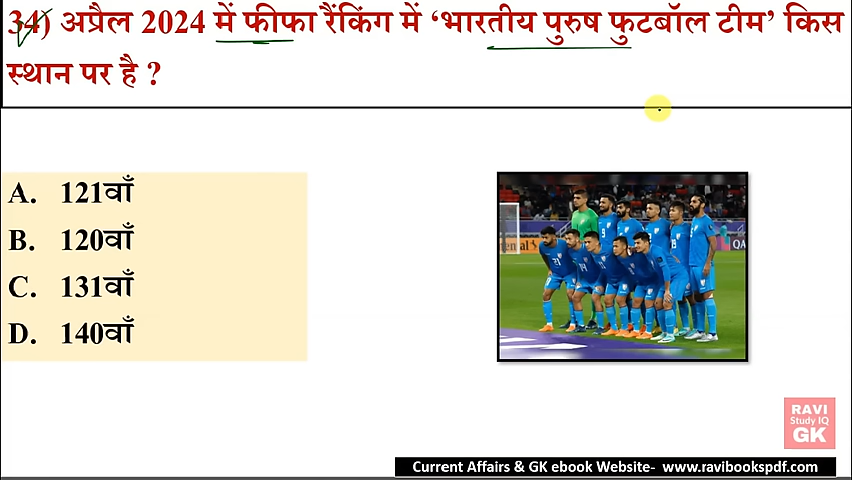 34) अप्रैल 2024 में फीफा रैंकिंग में ‘भारतीय पुरुष फुटबॉल टीम’ किस
स्थान पर है ?
A. 121वाँ
B. 120वाँ
C. 131वाँ
D. 140वाँ
RAVI
Study IQ
GK
Current Affairs & GK ebook Website- www.ravibookspdf.com